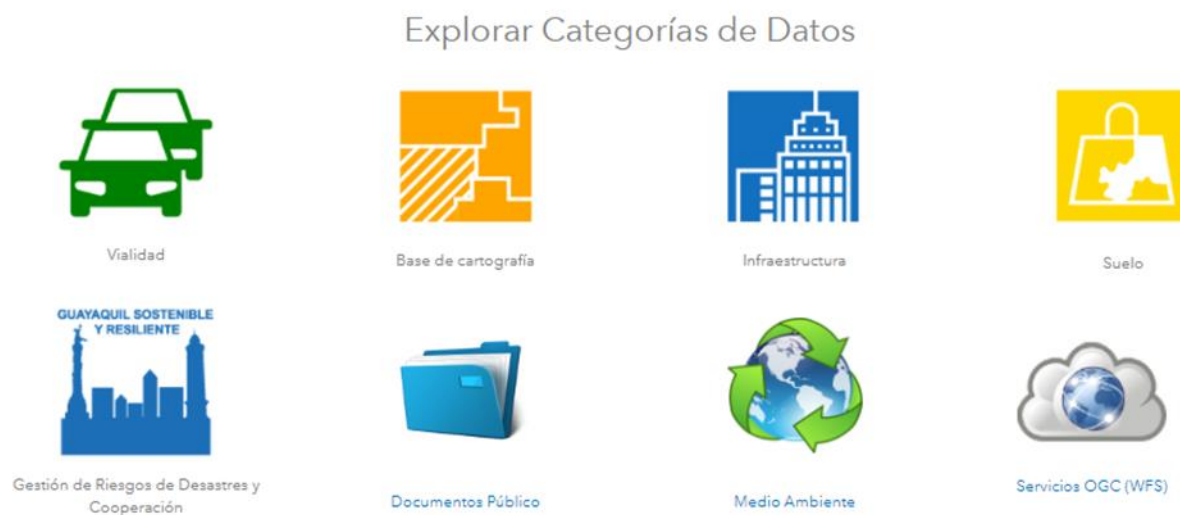 Explorar Categorías de Datos
Vialidad
Base de cartografía
Infraestructura
Suelo
GUAYAQUIL SOSTENIBLE
Y RESILIENTE
Gestión de Riesgos de Desastres y
Cooperación
Documentos Público
Medio Ambiente
Servicios OGC (WFS)